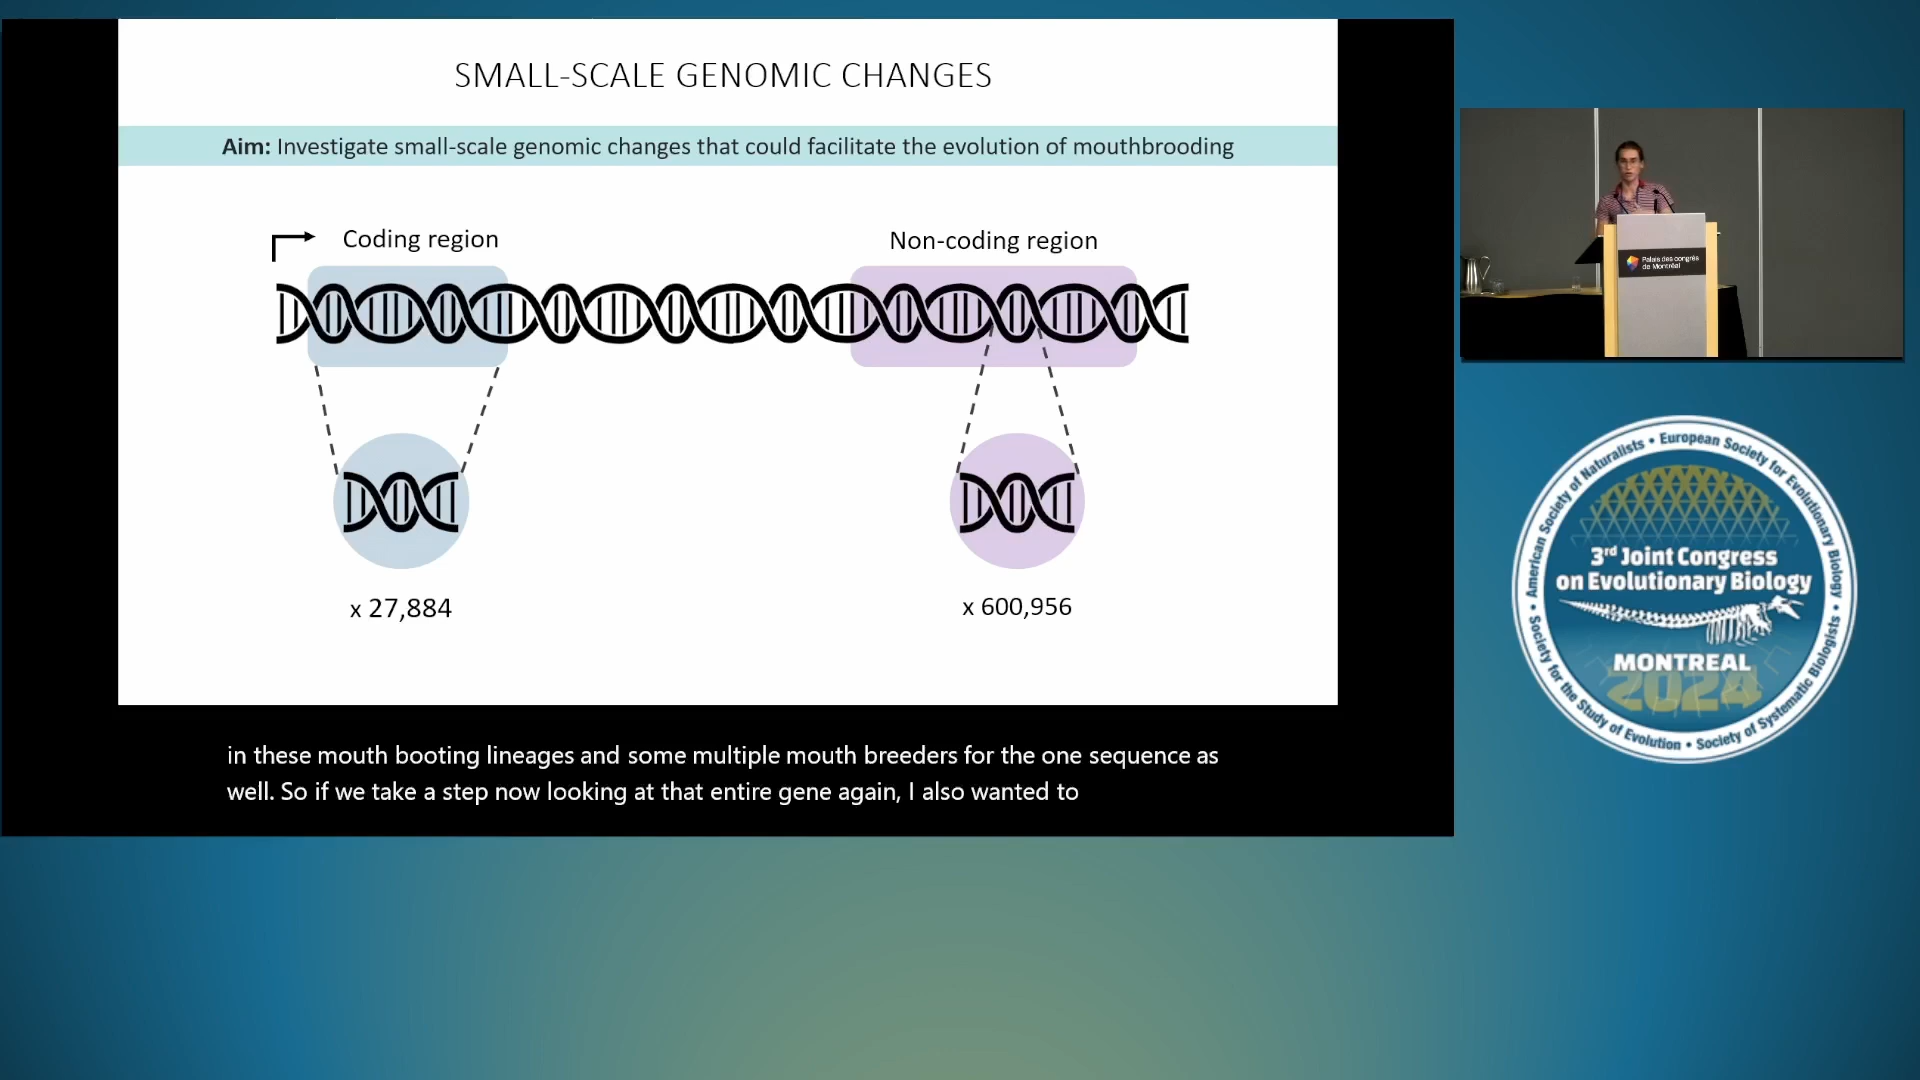 SMALL-SCALE GENOMIC CHANGES
Aim: Investigate small-scale genomic changes that could facilitate the evolution of mouthbrooding
Coding region
Non-coding region
x 27,884
x 600,956
in these mouth booting lineages and some multiple mouth breeders for the one sequence as
well. So if we take a step now looking at that entire gene again, I also wanted to
Palais des congrès
de Montréal
American Society of Naturalists • European Society for Evolutionary Biology •
Society for the Study of Evolution • Society of Systematic Biologists •
3rd Joint Congress
on Evolutionary Biology
MONTREAL
2024